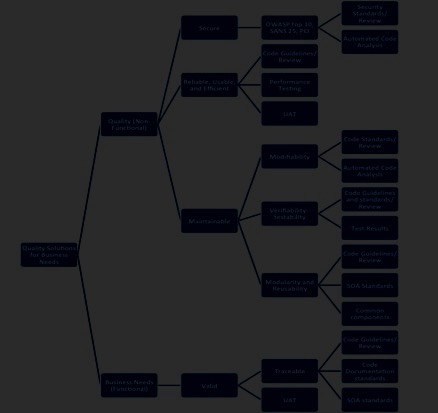 Security
Standards/
Review
OWASP Top 10,
SANS 25, PCI
Secure
Automated Code
Analysis
Code Guidelines/
Review
Reliable, Usable,
and Efficient
Performance
Testing
UAT
Quality (Non-
Functional)
Code Standards/
Review
Modifiability
Automated Code
Analysis
Code Guidelines
and standards/
Review
Verifiability
Test Results
Maintainable
Code Guidelines/
Review
Modularity and
Reusability
SOA Standards
Common
components
Quality Solutions
for Business
Needs
Code Guidelines/
Review
Traceable
Code
Documentation
standards
Business Needs
(Functional)
Valid
UAT
SOA standards